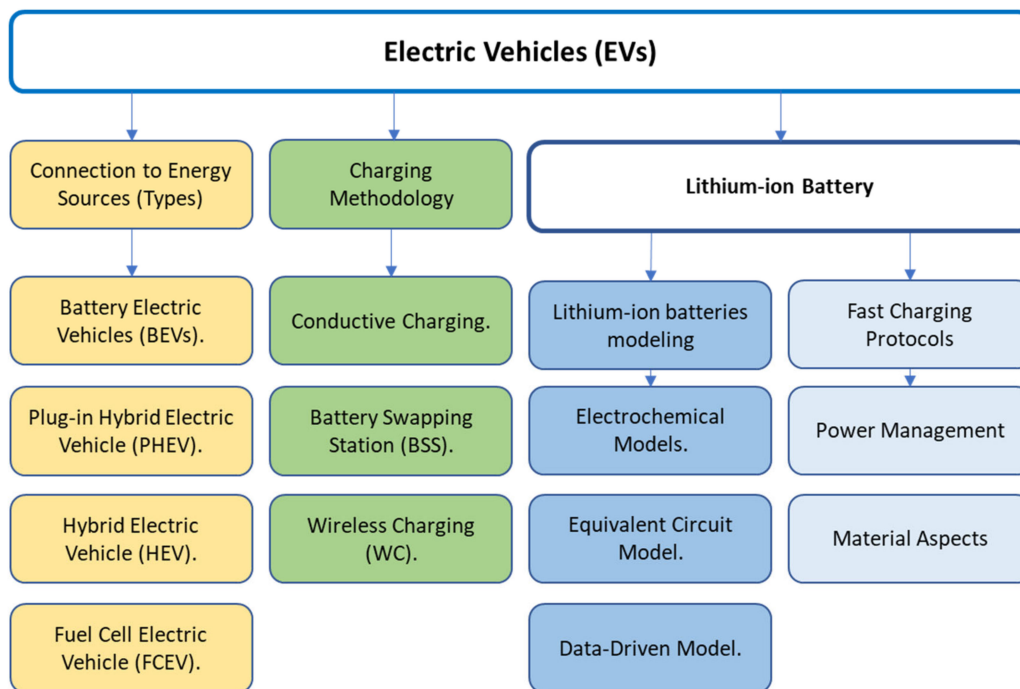 Electric Vehicles (EVs)
Connection to Energy
Sources (Types)
Charging
Methodology
Lithium-ion Battery
Battery Electric
Vehicles (BEVs).
Conductive Charging.
Lithium-ion batteries
modeling
Fast Charging
Protocols
Plug-in Hybrid Electric
Vehicle (PHEV).
Battery Swapping
Station (BSS).
Electrochemical
Models.
Power Management
Hybrid Electric
Vehicle (HEV).
Wireless Charging
(WC).
Equivalent Circuit
Model.
Material Aspects
Fuel Cell Electric
Vehicle (FCEV).
Data-Driven Model.